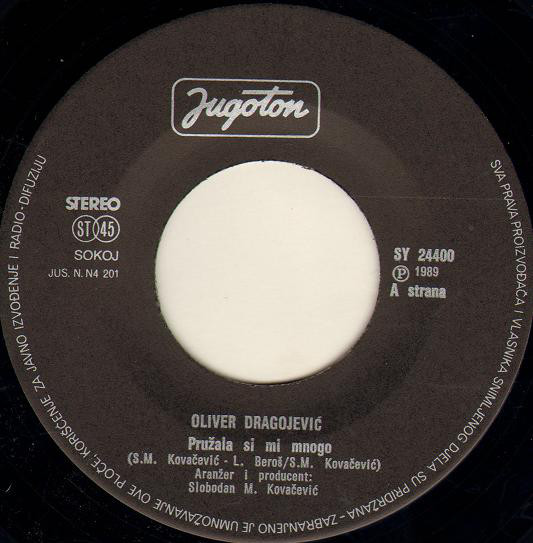 Jugoton
STEREO
ST 45
SOKOJ
JUS. N. N4 201
SY 24400
Ⓟ 1989
A strana
OLIVER DRAGOJEVIĆ
Pružala si mi mnogo
(S.M. Kovačević - L. Beroš/S.M. Kovačević)
Aranžer i producent:
Slobodan M. Kovačević
SVA PRAVA PROIZVOĐAČA I VLASNIKA SNIMLJENOG DJELA SU PRIDRŽANA - ZABRANJENO JE UMNOŽAVANJE OVE PLOČE, KORIŠĆENJE ZA JAVNO IZVOĐENJE I RADIO-DIFUZIJU